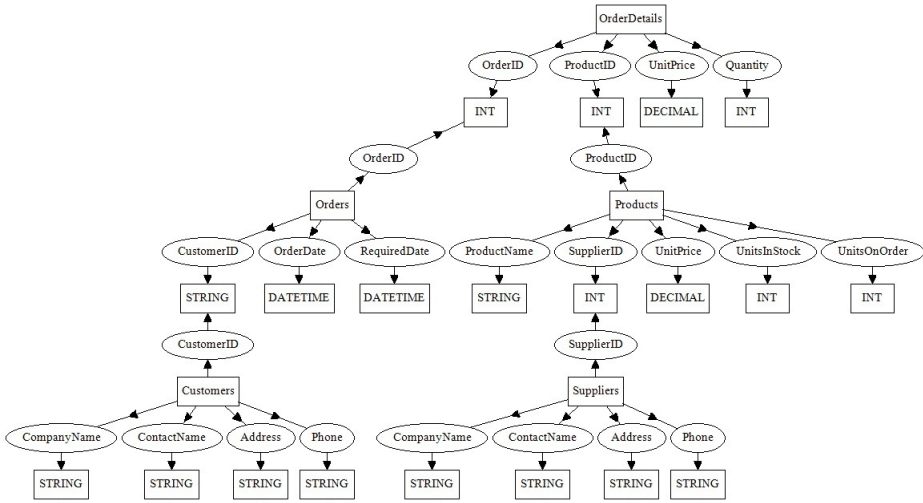 OrderDetails
OrderID ProductID UnitPrice Quantity
INT INT DECIMAL INT
OrderID ProductID
Orders Products
CustomerID OrderDate RequiredDate ProductName SupplierID UnitPrice UnitsInStock UnitsOnOrder
STRING DATETIME DATETIME STRING INT DECIMAL INT INT
CustomerID SupplierID
Customers Suppliers
CompanyName ContactName Address Phone CompanyName ContactName Address Phone
STRING STRING STRING STRING STRING STRING STRING STRING